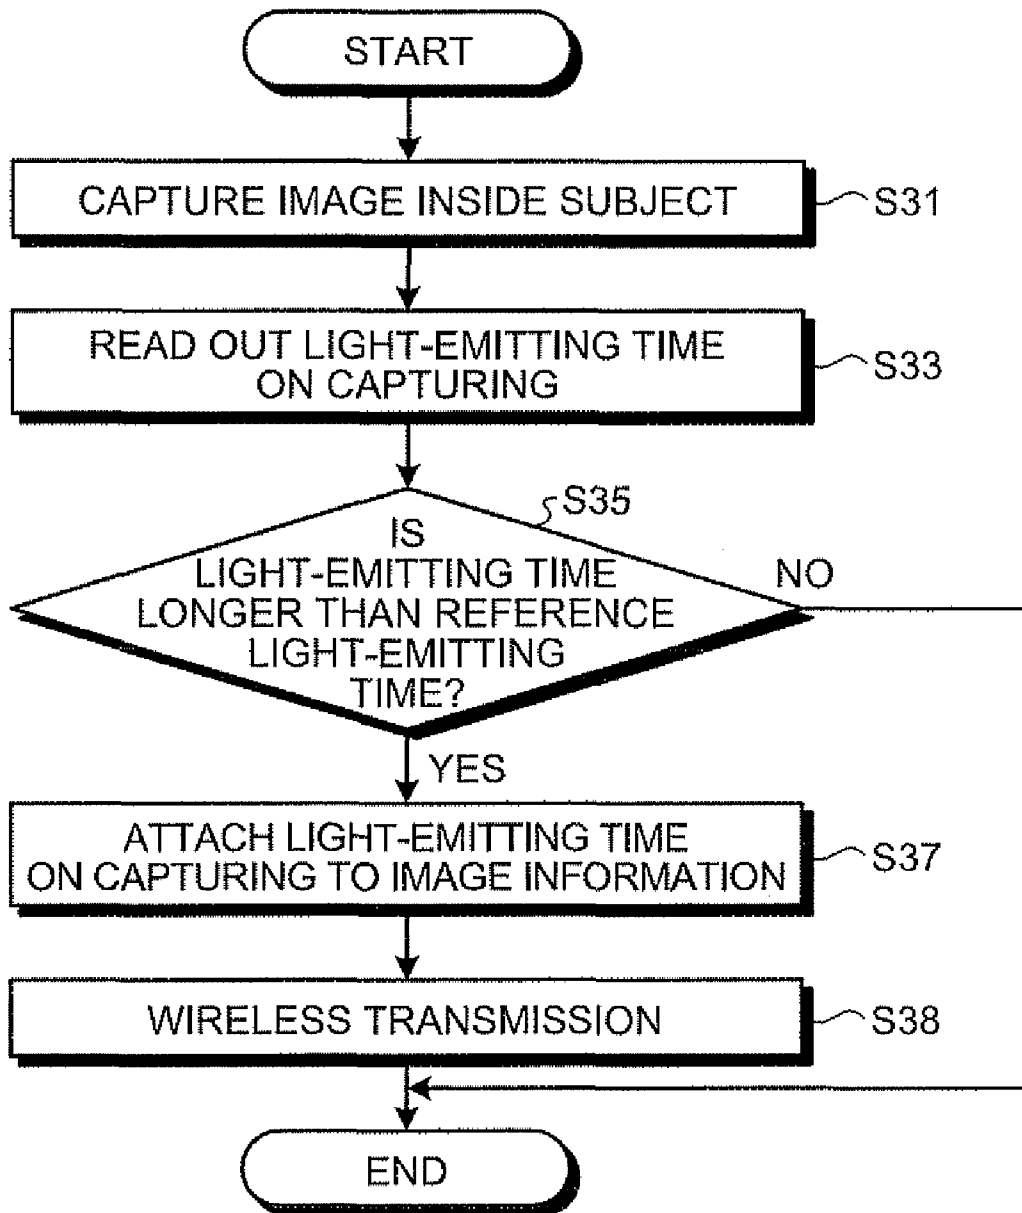 START
CAPTURE IMAGE INSIDE SUBJECT
S31
READ OUT LIGHT-EMITTING TIME
ON CAPTURING
S33
S35
IS
LIGHT-EMITTING TIME
LONGER THAN REFERENCE
LIGHT-EMITTING
TIME?
NO
YES
ATTACH LIGHT-EMITTING TIME
ON CAPTURING TO IMAGE INFORMATION
S37
WIRELESS TRANSMISSION
S38
END